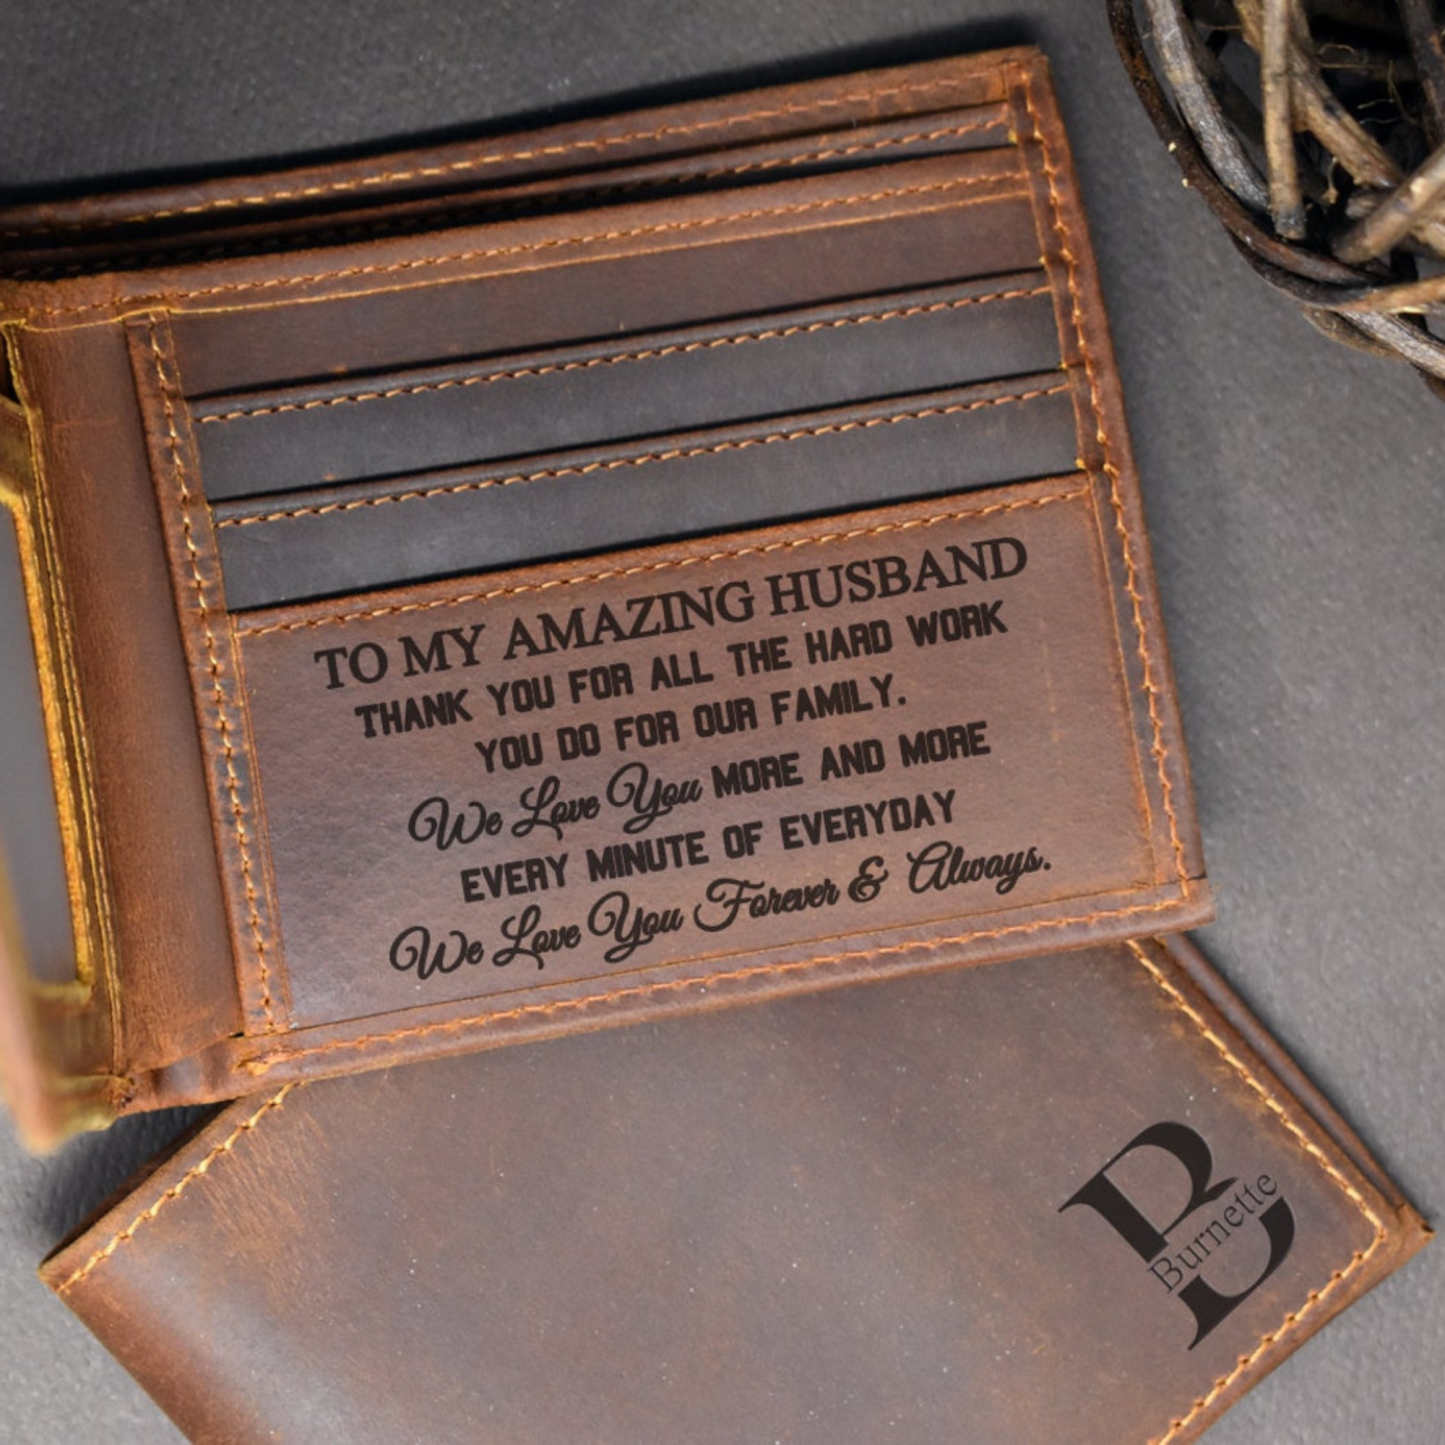 TO MY AMAZING HUSBAND
THANK YOU FOR ALL THE HARD WORK
YOU DO FOR OUR FAMILY.
We Love You MORE AND MORE
EVERY MINUTE OF EVERYDAY
We Love You Forever & Always.
B
Burnette